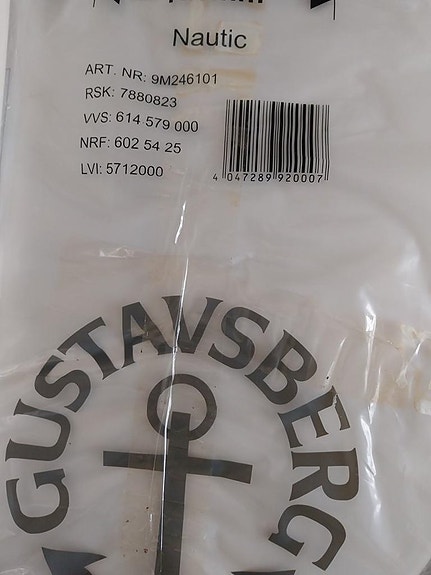 Nautic
ART. NR: 9M246101
RSK: 7880823
VVS: 614 579 000
NRF: 602 54 25
LVI: 5712000
4 047289 920007
GUSTAVSBERG